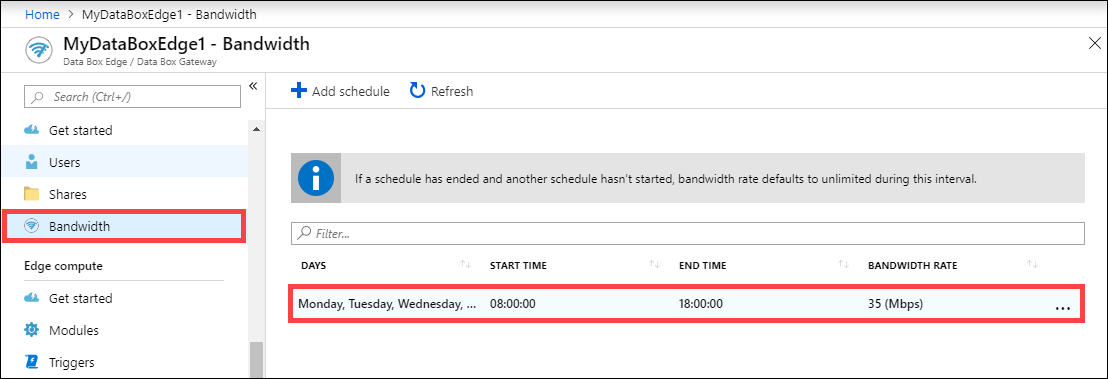 Home > MyDataBoxEdge1 - Bandwidth
MyDataBoxEdge1 - Bandwidth
Data Box Edge / Data Box Gateway
Search (Ctrl+/)
Get started
Users
Shares
Bandwidth
Edge compute
Get started
Modules
Triggers
Add schedule Refresh
If a schedule has ended and another schedule hasn't started, bandwidth rate defaults to unlimited during this interval.
Filter...
DAYS START TIME END TIME BANDWIDTH RATE
Monday, Tuesday, Wednesday, ... 08:00:00 18:00:00 35 (Mbps) ...